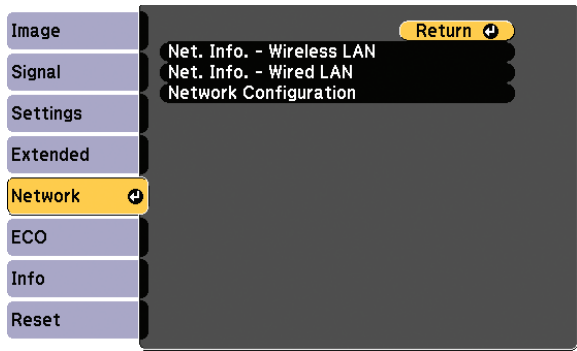 Image
Signal
Settings
Extended
Network
ECO
Info
Reset
Return
Net. Info. - Wireless LAN
Net. Info. - Wired LAN
Network Configuration